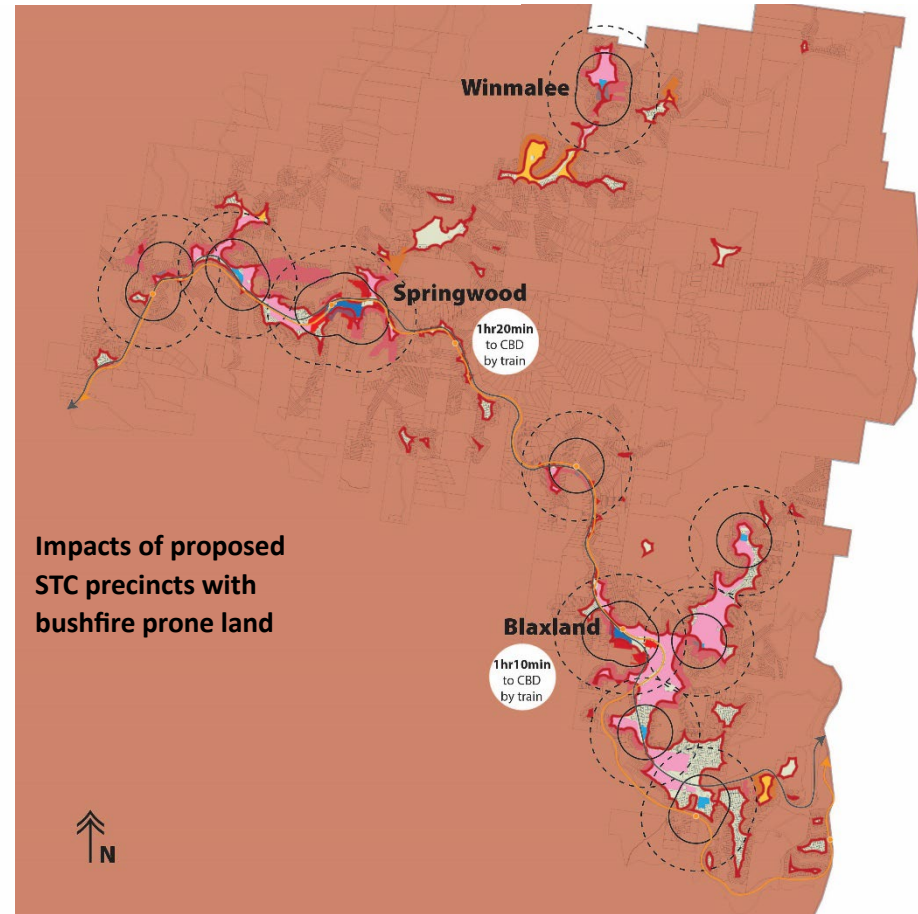 Winmalee
Springwood
1hr20min
to CBD
by train
Impacts of proposed
STC precincts with
bushfire prone land
Blaxland
1hr10min
to CBD
by train
N